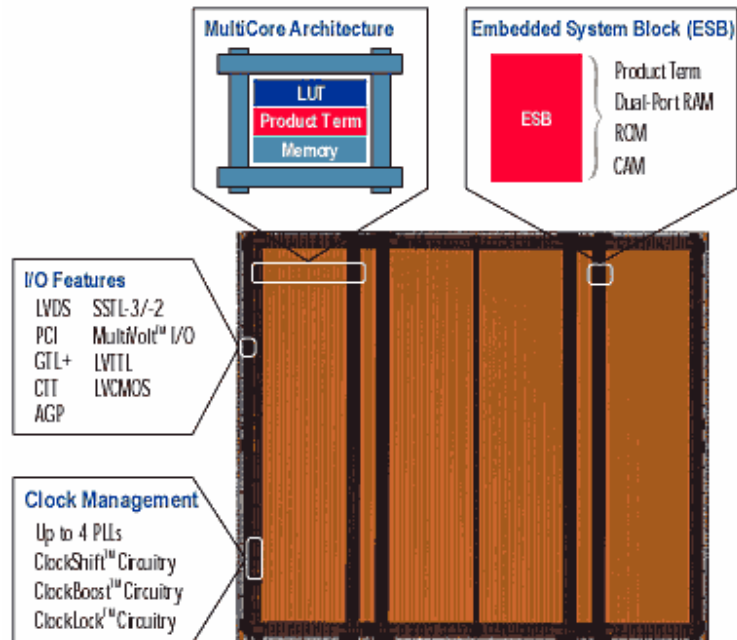 MultiCore Architecture
LUT
Product Term
Memory
Embedded System Block (ESB)
ESB
Product Term
Dual-Port RAM
ROM
CAM
I/O Features
LVDS SSTL-3/-2
PCI MultiVolt™ I/O
GTL+ LVTTL
CTT LVCMOS
AGP
Clock Management
Up to 4 PLLs
ClockShift™ Circuitry
ClockBoost™ Circuitry
ClockLock™ Circuitry